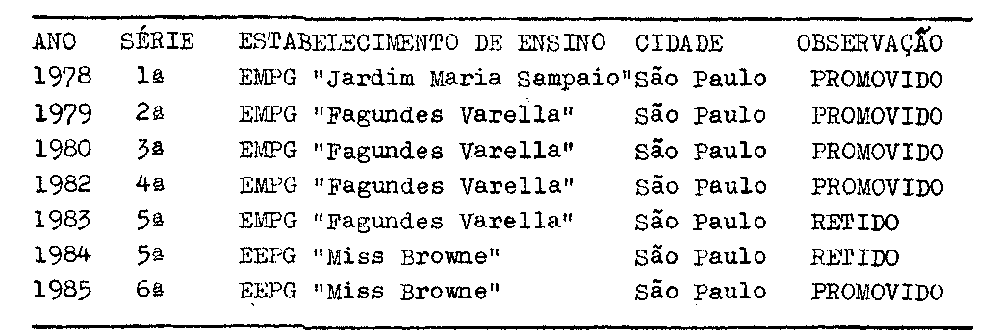 ANO SÉRIE ESTABELECIMENTO DE ENSINO CIDADE OBSERVAÇÃO
1978 1ª EMPG "Jardim Maria Sampaio" São Paulo PROMOVIDO
1979 2ª EMPG "Fagundes Varella" São Paulo PROMOVIDO
1980 3ª EMPG "Fagundes Varella" São Paulo PROMOVIDO
1982 4ª EMPG "Fagundes Varella" São Paulo PROMOVIDO
1983 5ª EMPG "Fagundes Varella" São Paulo RETIDO
1984 5ª EEPG "Miss Browne" São Paulo RETIDO
1985 6ª EEPG "Miss Browne" São Paulo PROMOVIDO